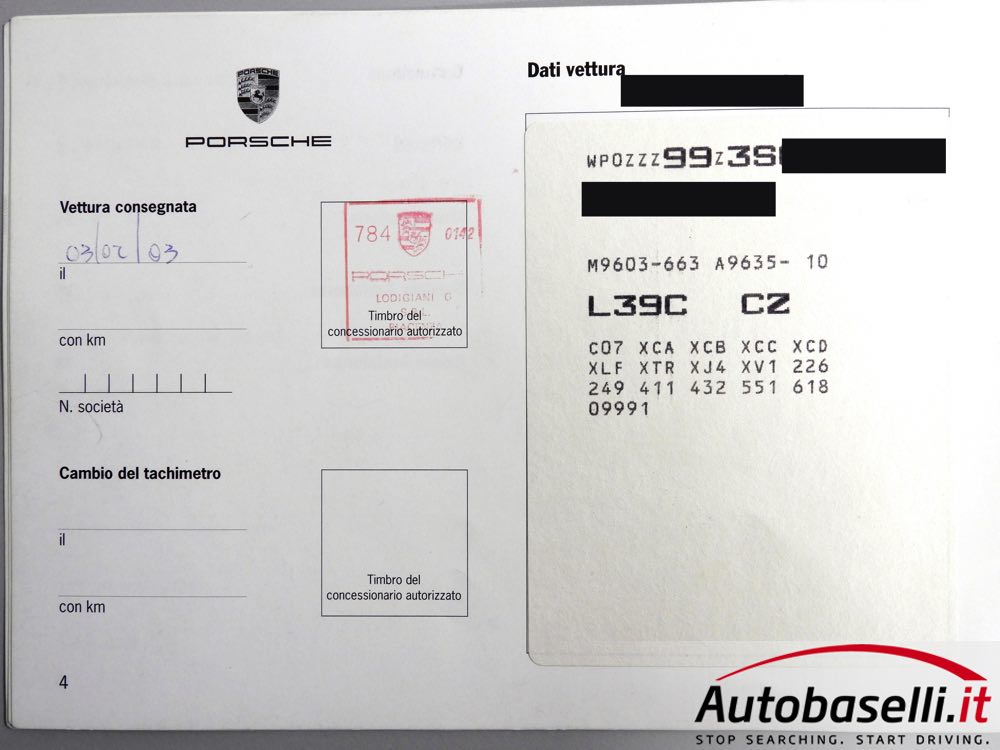 PORSCHE
PORSCHE
Vettura consegnata
03/02/03
il
con km
N. società
784 0142
PORSCHE
LODIGIANI G
S.R.L.
PIACENZA
Timbro del
concessionario autorizzato
Cambio del tachimetro
il
con km
Timbro del
concessionario autorizzato
4
Dati vettura
WP0ZZZ99Z3S
M9603-663 A9635- 10
L39C CZ
C07 XCA XCB XCC XCD
XLF XTR XJ4 XV1 226
249 411 432 551 618
09991
Autobaselli.it
STOP SEARCHING. START DRIVING.